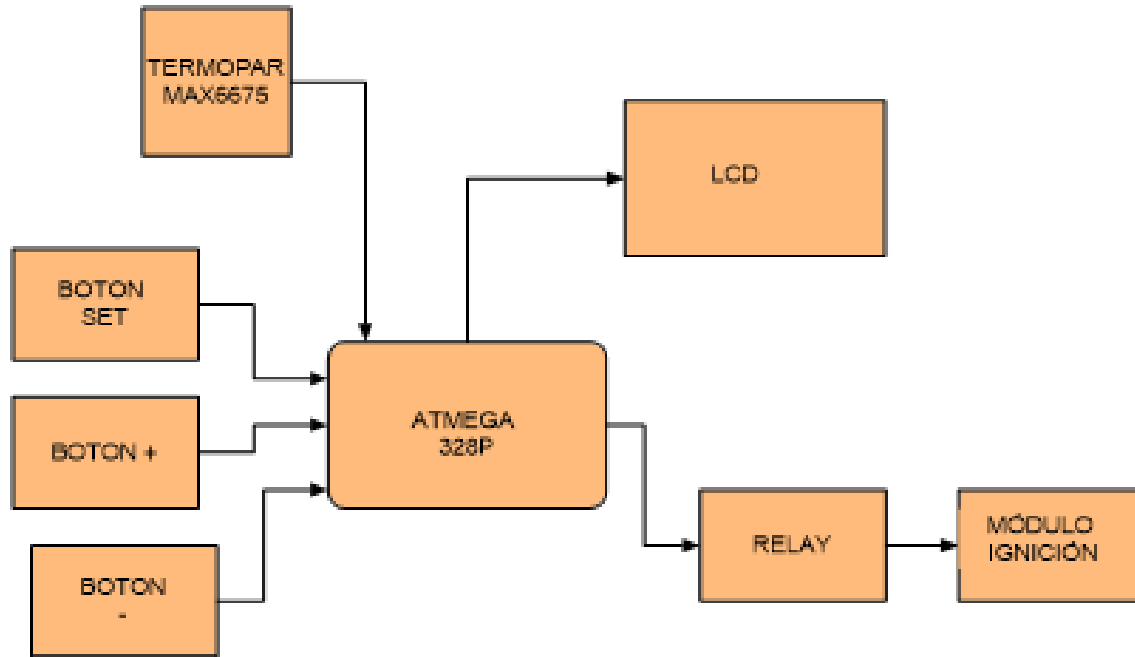 TERMOPAR
MAX6675
LCD
BOTON
SET
BOTON +
BOTON
-
ATMEGA
328P
RELAY
MÓDULO
IGNICIÓN